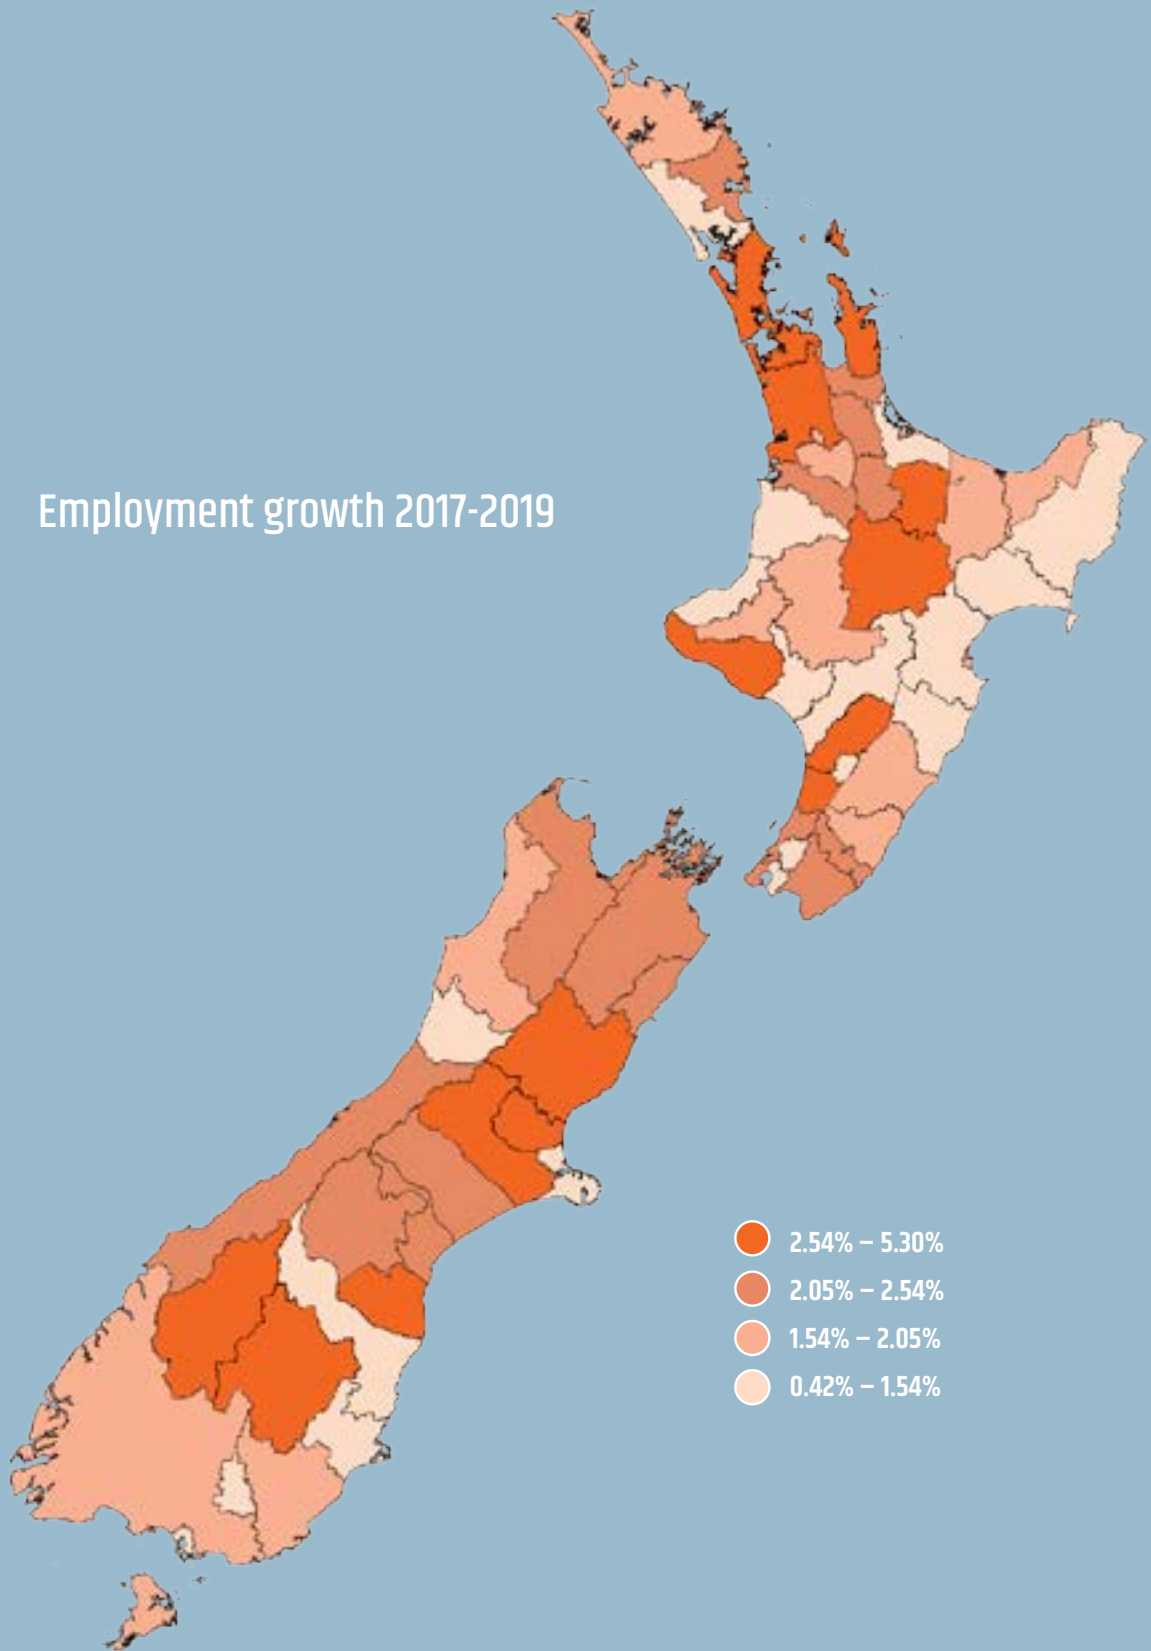 Employment growth 2017-2019
2.54% – 5.30%
2.05% – 2.54%
1.54% – 2.05%
0.42% – 1.54%